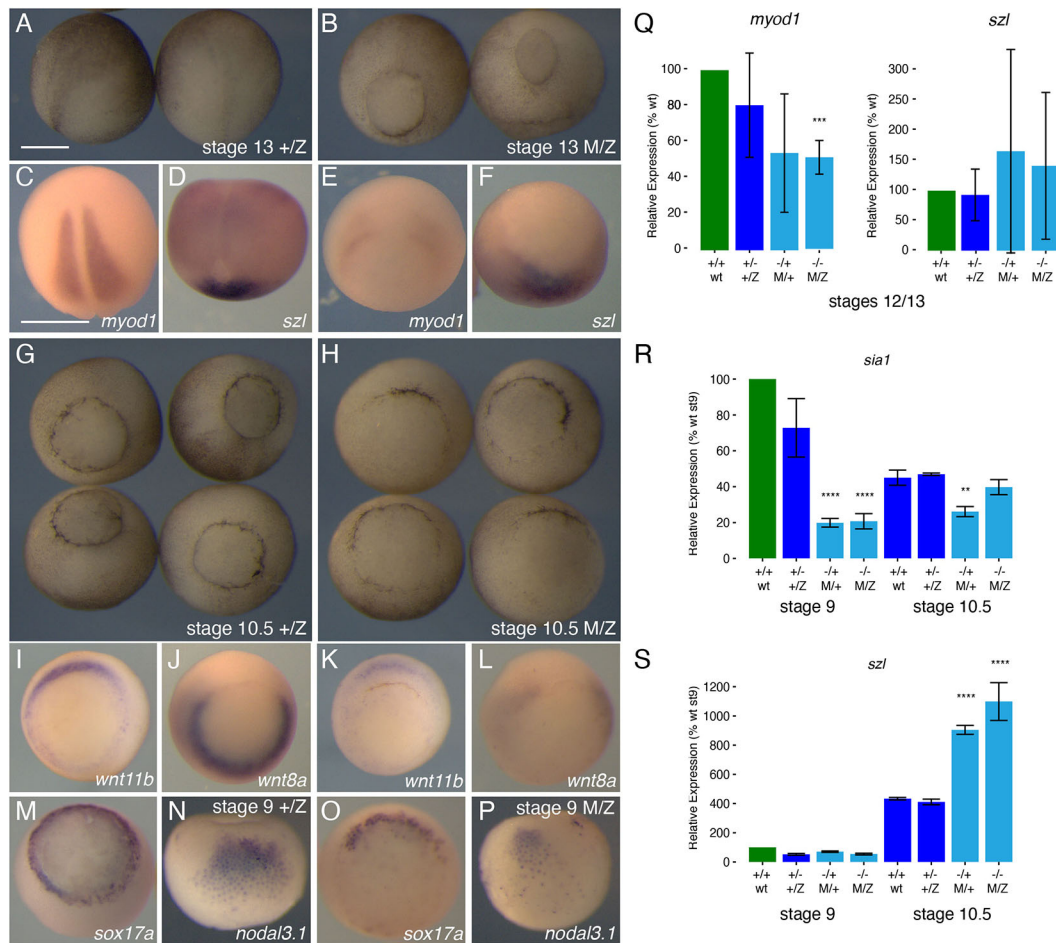 A
stage 13 +/Z
B
stage 13 M/Z
C
myod1
D
szl
E
myod1
F
szl
G
stage 10.5 +/Z
H
stage 10.5 M/Z
I
wnt11b
J
wnt8a
K
wnt11b
L
wnt8a
M
sox17a
N
stage 9 +/Z
nodal3.1
O
sox17a
P
stage 9 M/Z
nodal3.1
Q
myod1
Relative Expression (% wt)
100
80
60
40
20
0
***
+/+ +/- -/+ -/-
wt +/Z M/+ M/Z
szl
Relative Expression (% wt)
300
250
200
150
100
50
0
+/+ +/- -/+ -/-
wt +/Z M/+ M/Z
stages 12/13
R
sia1
Relative Expression (% wt st9)
100
80
60
40
20
0
**** **** **
+/+ +/- -/+ -/- +/+ +/- -/+ -/-
wt +/Z M/+ M/Z wt +/Z M/+ M/Z
stage 9 stage 10.5
S
szl
Relative Expression (% wt st9)
1200
1000
800
600
400
200
100
0
**** ****
+/+ +/- -/+ -/- +/+ +/- -/+ -/-
wt +/Z M/+ M/Z wt +/Z M/+ M/Z
stage 9 stage 10.5